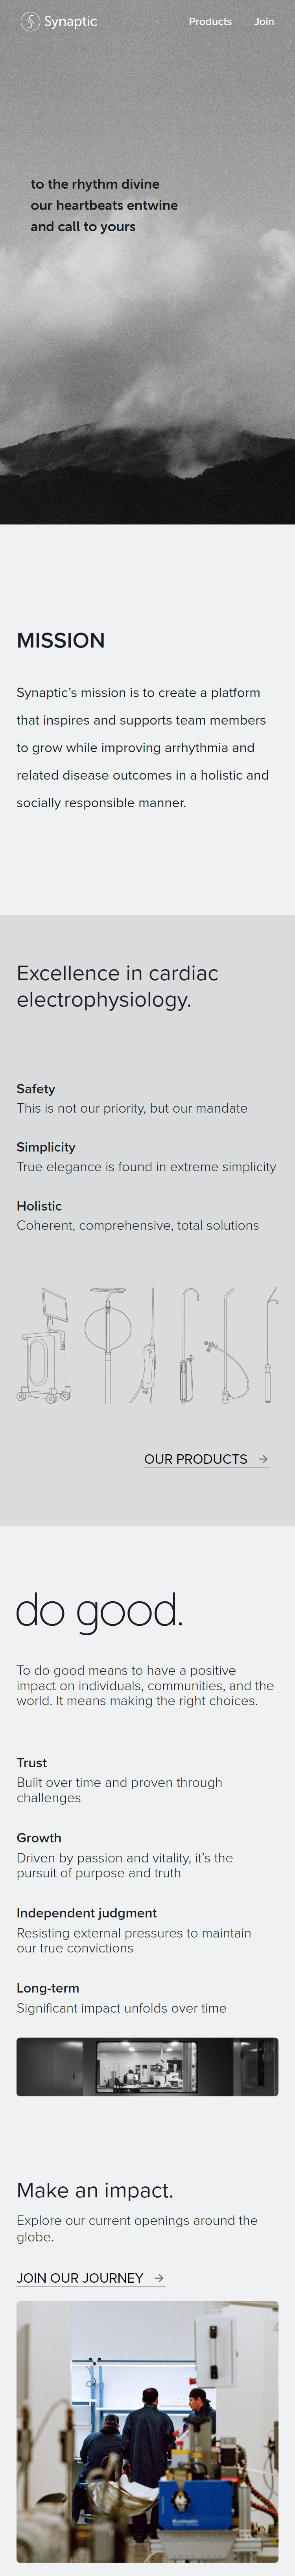 Synaptic
Products Join
to the rhythm divine
our heartbeats entwine
and call to yours
MISSION
Synaptic’s mission is to create a platform
that inspires and supports team members
to grow while improving arrhythmia and
related disease outcomes in a holistic and
socially responsible manner.
Excellence in cardiac
electrophysiology.
Safety
This is not our priority, but our mandate
Simplicity
True elegance is found in extreme simplicity
Holistic
Coherent, comprehensive, total solutions
OUR PRODUCTS →
do good.
To do good means to have a positive
impact on individuals, communities, and the
world. It means making the right choices.
Trust
Built over time and proven through
challenges
Growth
Driven by passion and vitality, it’s the
pursuit of purpose and truth
Independent judgment
Resisting external pressures to maintain
our true convictions
Long-term
Significant impact unfolds over time
Make an impact.
Explore our current openings around the
globe.
JOIN OUR JOURNEY →